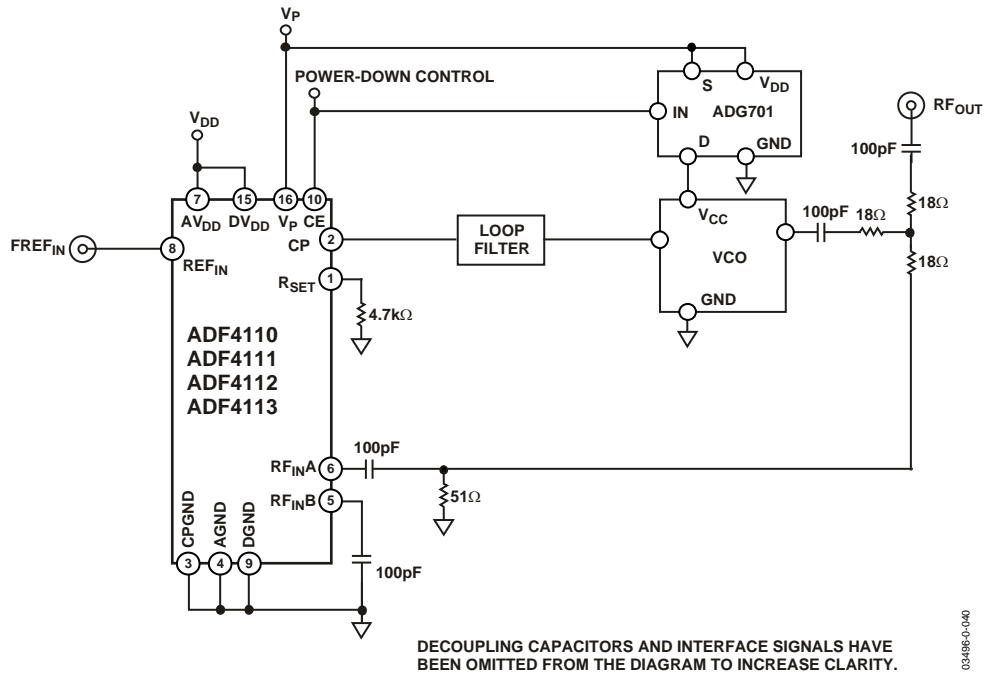 VP
POWER-DOWN CONTROL
S
VDD
IN
ADG701
D
GND
RFOUT
100pF
18Ω
VDD
7
15
16
10
AVDD
DVDD
VP
CE
CP
2
FREFIN
8
REFIN
LOOP
FILTER
VCC
VCO
GND
100pF
18Ω
18Ω
RSET
1
4.7kΩ
ADF4110
ADF4111
ADF4112
ADF4113
100pF
RFINA
6
51Ω
RFINB
5
CPGND
AGND
DGND
3
4
9
100pF
DECOUPLING CAPACITORS AND INTERFACE SIGNALS HAVE
BEEN OMITTED FROM THE DIAGRAM TO INCREASE CLARITY.
03496-0-040